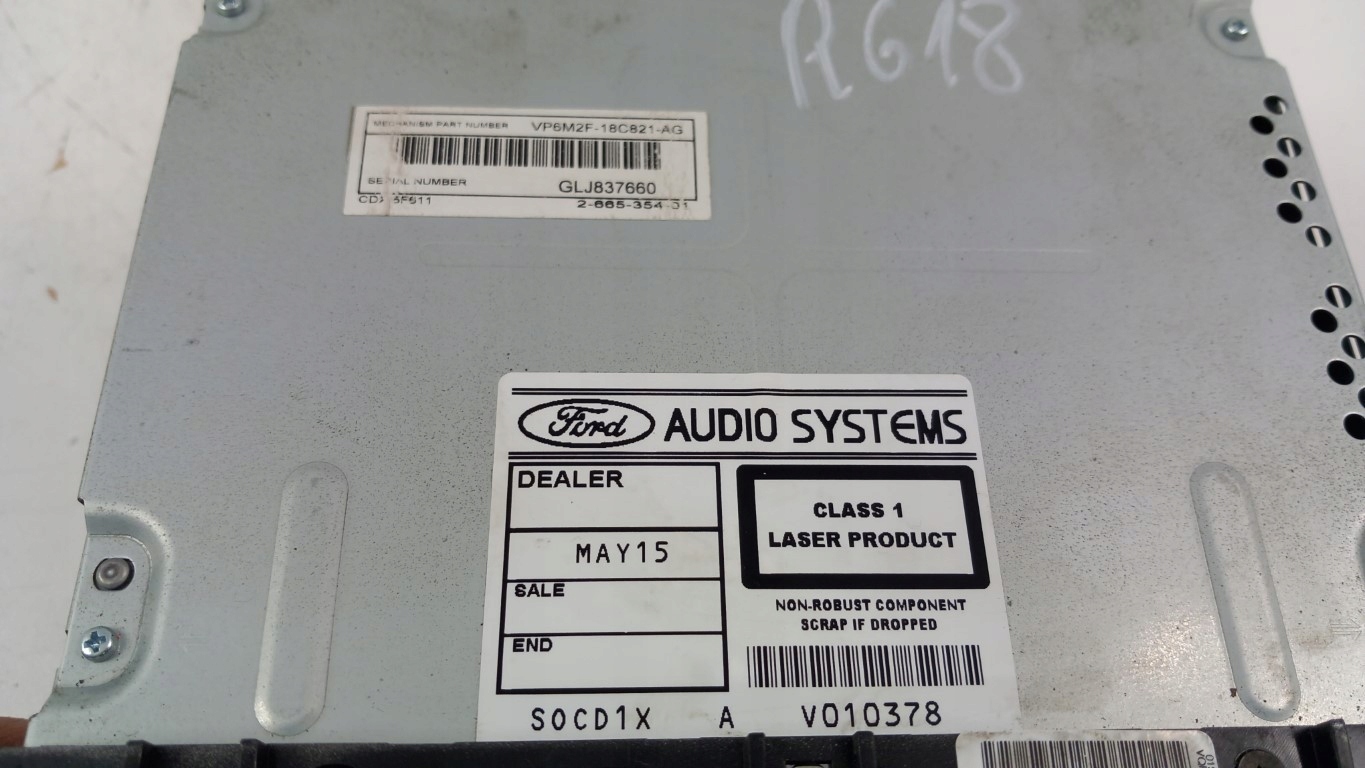 RG18
MECHANISM PART NUMBER VP6M2F-18C821-AG
SERIAL NUMBER GLJ837660
2-665-354-01
Ford AUDIO SYSTEMS
DEALER
MAY15
SALE
END
CLASS 1
LASER PRODUCT
NON-ROBUST COMPONENT
SCRAP IF DROPPED
SOCD1X A V010378